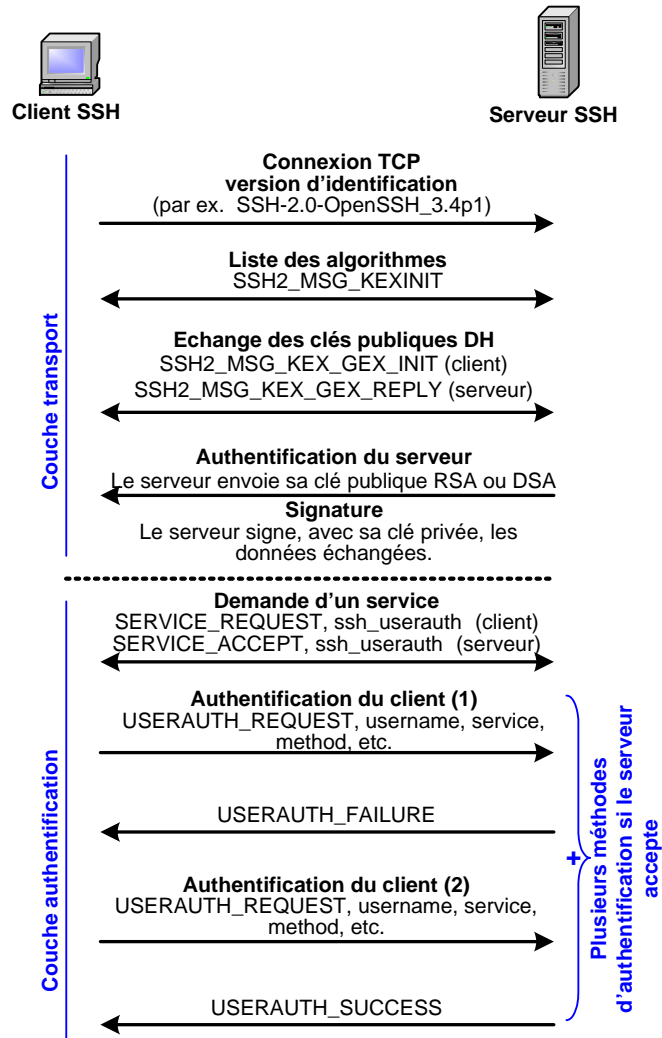 Client SSH
Serveur SSH
Connexion TCP
version d'identification
(par ex. SSH-2.0-OpenSSH_3.4p1)
Liste des algorithmes
SSH2_MSG_KEXINIT
Echange des clés publiques DH
SSH2_MSG_KEX_GEX_INIT (client)
SSH2_MSG_KEX_GEX_REPLY (serveur)
Authentification du serveur
Le serveur envoie sa clé publique RSA ou DSA
Signature
Le serveur signe, avec sa clé privée, les
données échangées.
Couche transport
Demande d'un service
SERVICE_REQUEST, ssh_userauth (client)
SERVICE_ACCEPT, ssh_userauth (serveur)
Authentification du client (1)
USERAUTH_REQUEST, username, service,
method, etc.
USERAUTH_FAILURE
Authentification du client (2)
USERAUTH_REQUEST, username, service,
method, etc.
USERAUTH_SUCCESS
Couche authentification
+
Plusieurs méthodes
d'authentification si le serveur
accepte